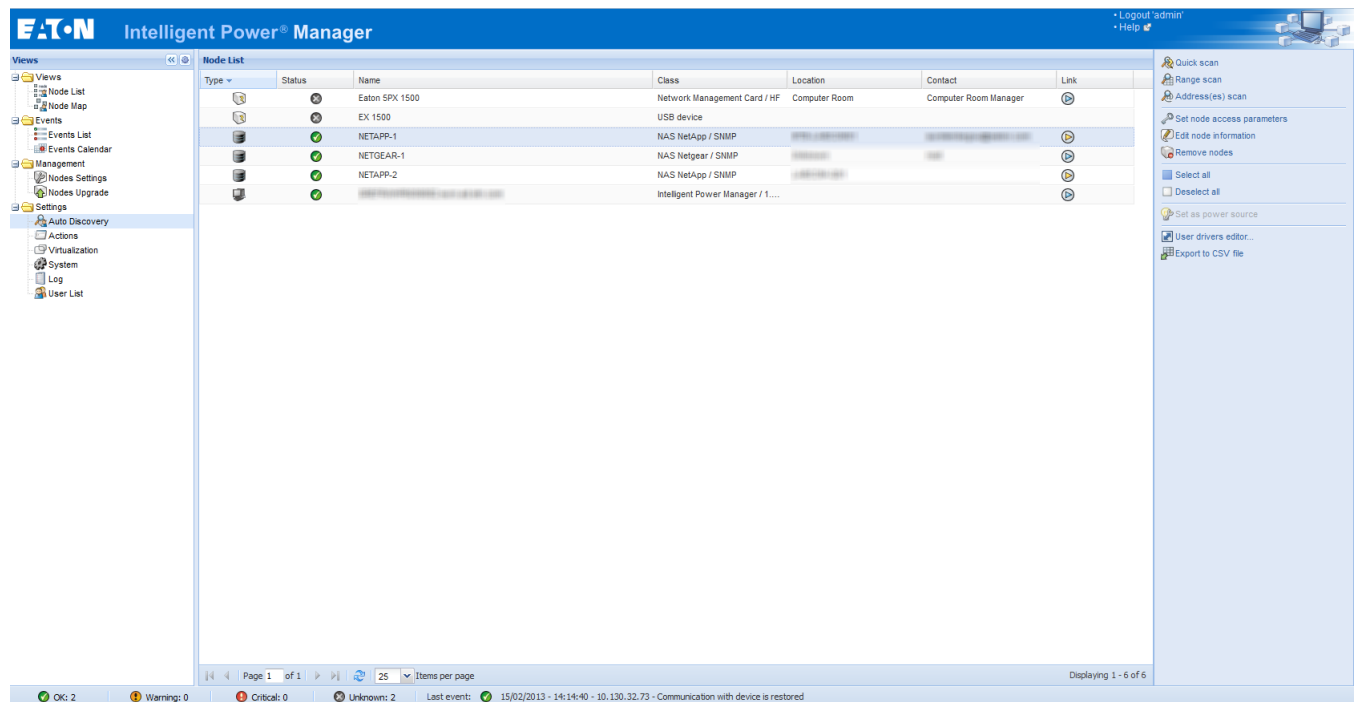 EATON Intelligent Power® Manager
• Logout 'admin'
• Help
Views
Views
Node List
Node Map
Events
Events List
Events Calendar
Management
Nodes Settings
Nodes Upgrade
Settings
Auto Discovery
Actions
Virtualization
System
Log
User List
Node List
Type Status Name Class Location Contact Link
Eaton 5PX 1500 Network Management Card / HF Computer Room Computer Room Manager
EX 1500 USB device
NETAPP-1 NAS NetApp / SNMP
NETGEAR-1 NAS Netgear / SNMP
NETAPP-2 NAS NetApp / SNMP
Intelligent Power Manager / 1....
Page 1 of 1 25 Items per page Displaying 1 - 6 of 6
Quick scan
Range scan
Address(es) scan
Set node access parameters
Edit node information
Remove nodes
Select all
Deselect all
Set as power source
User drivers editor...
Export to CSV file
OK: 2 Warning: 0 Critical: 0 Unknown: 2 Last event: 15/02/2013 - 14:14:40 - 10.130.32.73 - Communication with device is restored